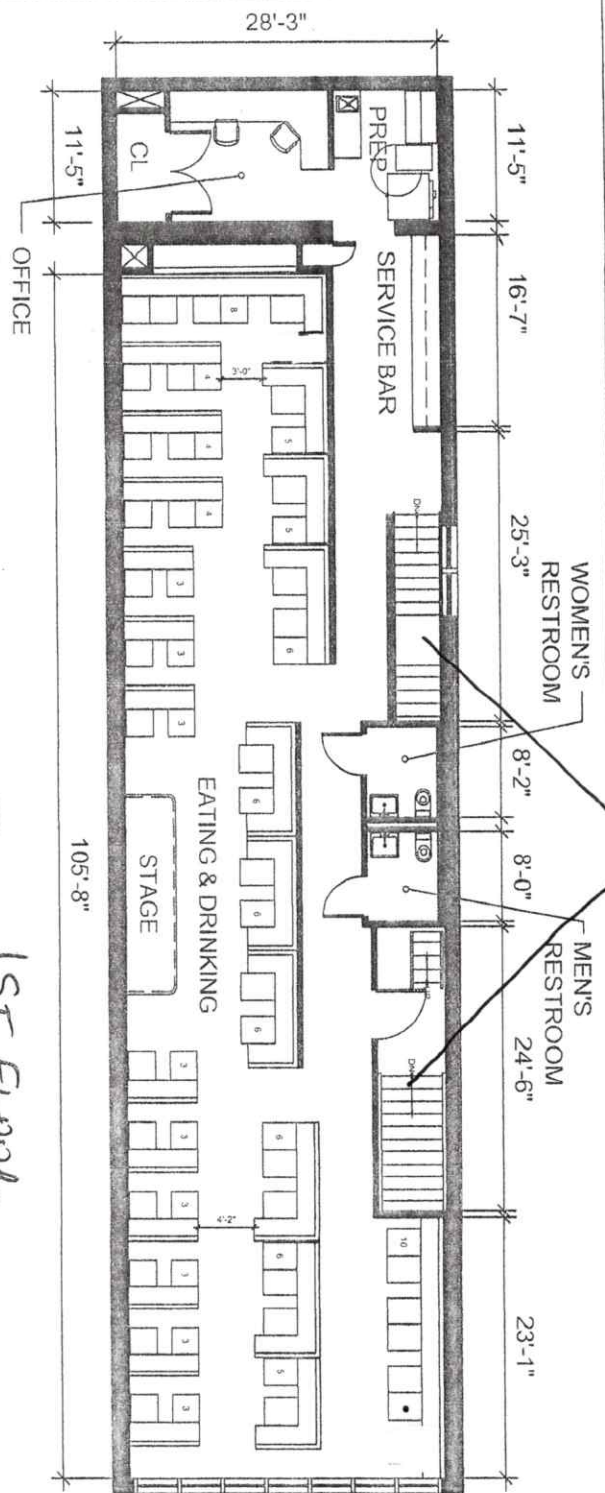 28'-3"
11'-5"
16'-7"
25'-3"
8'-2"
8'-0"
24'-6"
23'-1"
WOMEN'S
RESTROOM
MEN'S
RESTROOM
PREP
SERVICE BAR
CL
OFFICE
11'-5"
DN
UP
DN
10
8
4
4
4
3
3
3
3'-0"
5
5
6
6
6
6
EATING & DRINKING
STAGE
3
3
3
3
3
3
4'-2"
6
6
5
105'-8"
1ST FLOOR